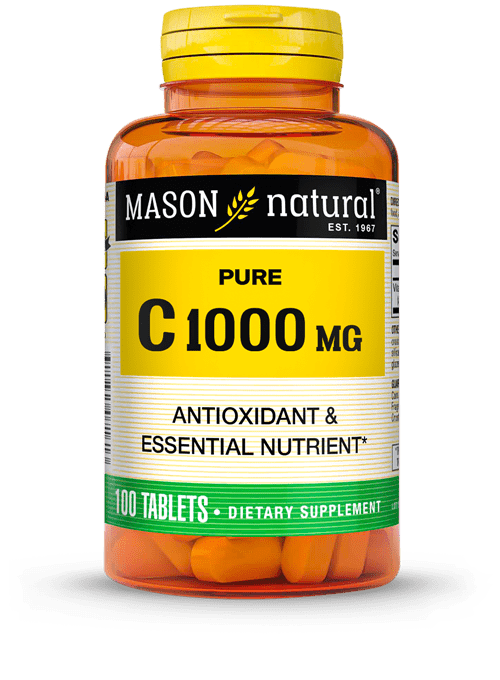 MASON natural®
EST. 1967
PURE
C 1000 MG
ANTIOXIDANT &
ESSENTIAL NUTRIENT*
100 TABLETS • DIETARY SUPPLEMENT